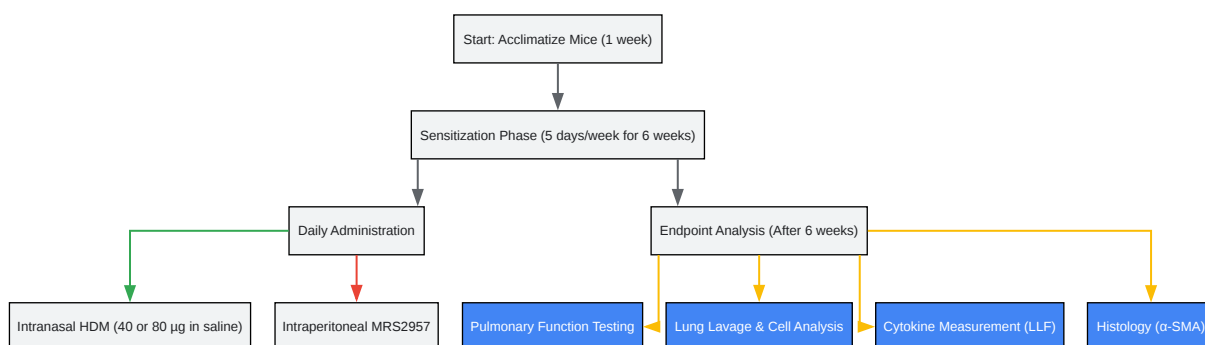 Start: Acclimatize Mice (1 week)
Sensitization Phase (5 days/week for 6 weeks)
Daily Administration
Endpoint Analysis (After 6 weeks)
Intranasal HDM (40 or 80 µg in saline)
Intraperitoneal MRS2957
Pulmonary Function Testing
Lung Lavage & Cell Analysis
Cytokine Measurement (LLF)
Histology (α-SMA)